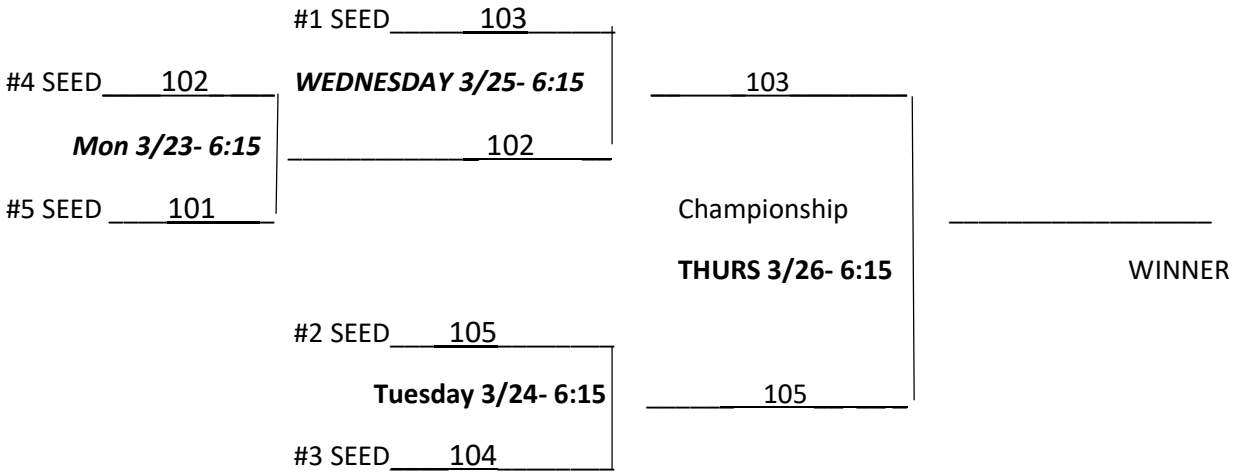 #1 SEED 103
#4 SEED 102 WEDNESDAY 3/25- 6:15 103
Mon 3/23- 6:15 102
#5 SEED 101 Championship
THURS 3/26- 6:15 WINNER
#2 SEED 105
Tuesday 3/24- 6:15 105
#3 SEED 104